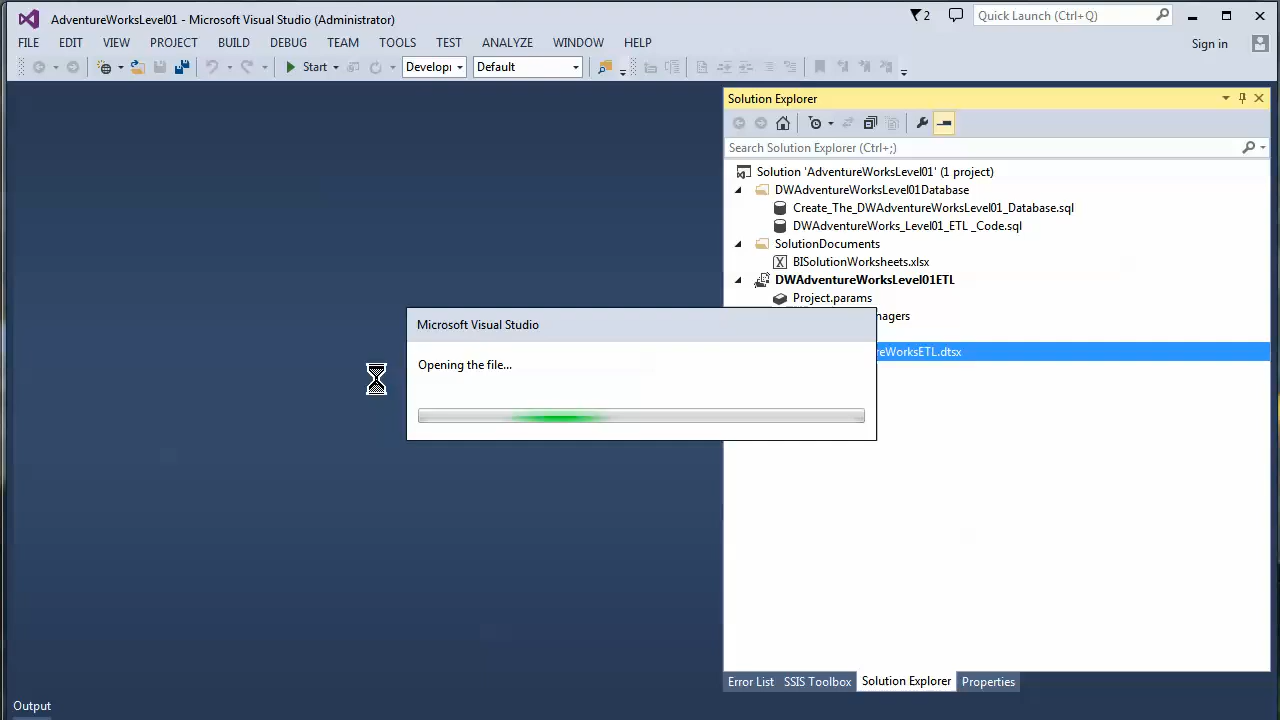 AdventureWorksLevel01 - Microsoft Visual Studio (Administrator)
2
Quick Launch (Ctrl+Q)
FILE EDIT VIEW PROJECT BUILD DEBUG TEAM TOOLS TEST ANALYZE WINDOW HELP
Sign in
Start
Develop
Default
Solution Explorer
Search Solution Explorer (Ctrl+;)
Solution 'AdventureWorksLevel01' (1 project)
DWAdventureWorksLevel01Database
Create_The_DWAdventureWorksLevel01_Database.sql
DWAdventureWorks_Level01_ETL _Code.sql
SolutionDocuments
BISolutionWorksheets.xlsx
DWAdventureWorksLevel01ETL
Project.params
nagers
reWorksETL.dtsx
Microsoft Visual Studio
Opening the file...
Error List SSIS Toolbox Solution Explorer Properties
Output